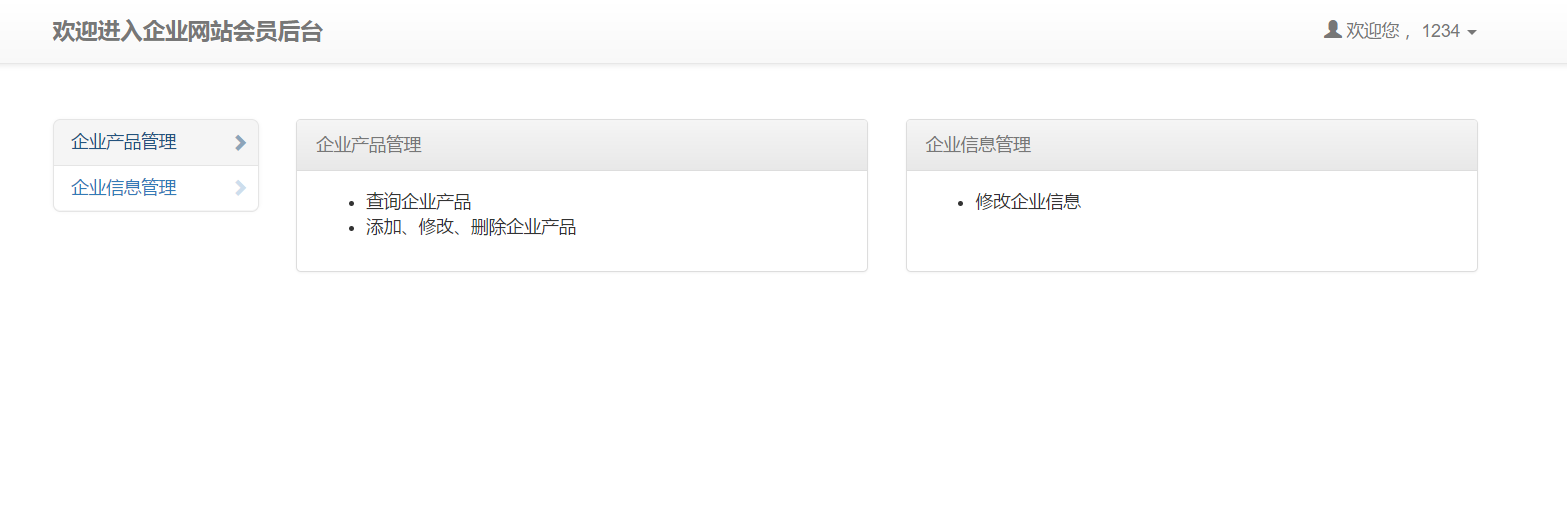 欢迎进入企业网站会员后台
欢迎您， 1234
企业产品管理
企业信息管理
企业产品管理
查询企业产品
添加、修改、删除企业产品
企业信息管理
修改企业信息